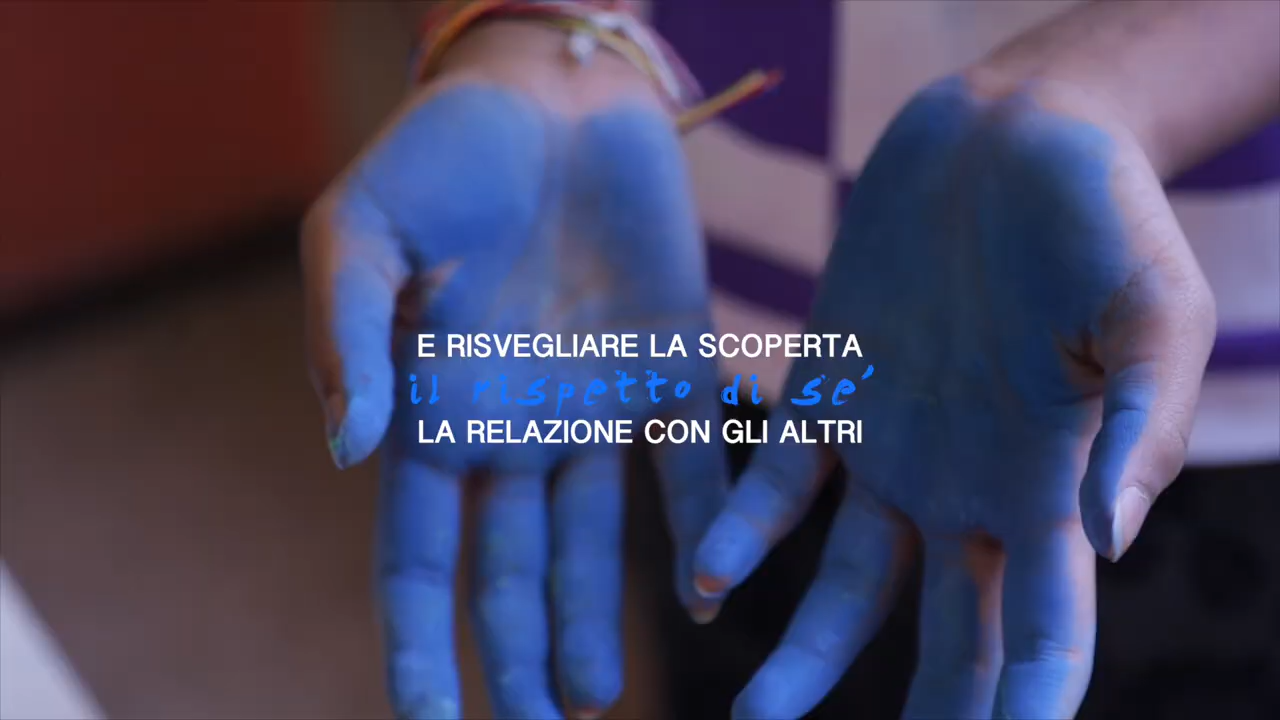 E RISVEGLIARE LA SCOPERTA
il rispetto di se'
LA RELAZIONE CON GLI ALTRI